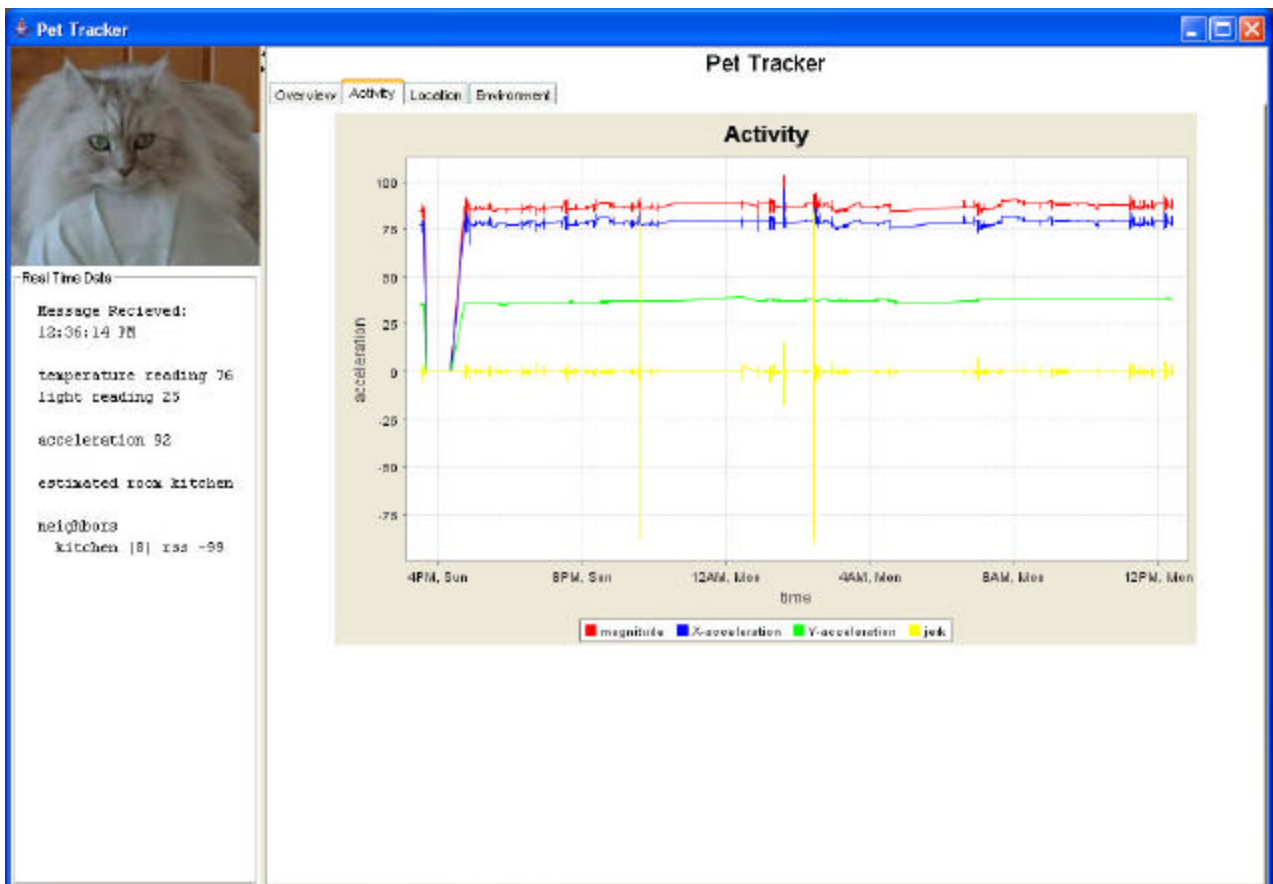 Pet Tracker
Pet Tracker
Overview Activity Location Environment
Real Time Data
Message Recieved:
12:36:14 PM
temperature reading 76
light reading 25
acceleration 92
estimated room kitchen
neighbors
kitchen |8| rss -99
Activity
100
75
50
25
0
-25
-50
-75
acceleration
4PM, Sun 8PM, Sun 12AM, Mon 4AM, Mon 8AM, Mon 12PM, Mon
time
magnitude X-acceleration Y-acceleration jerk